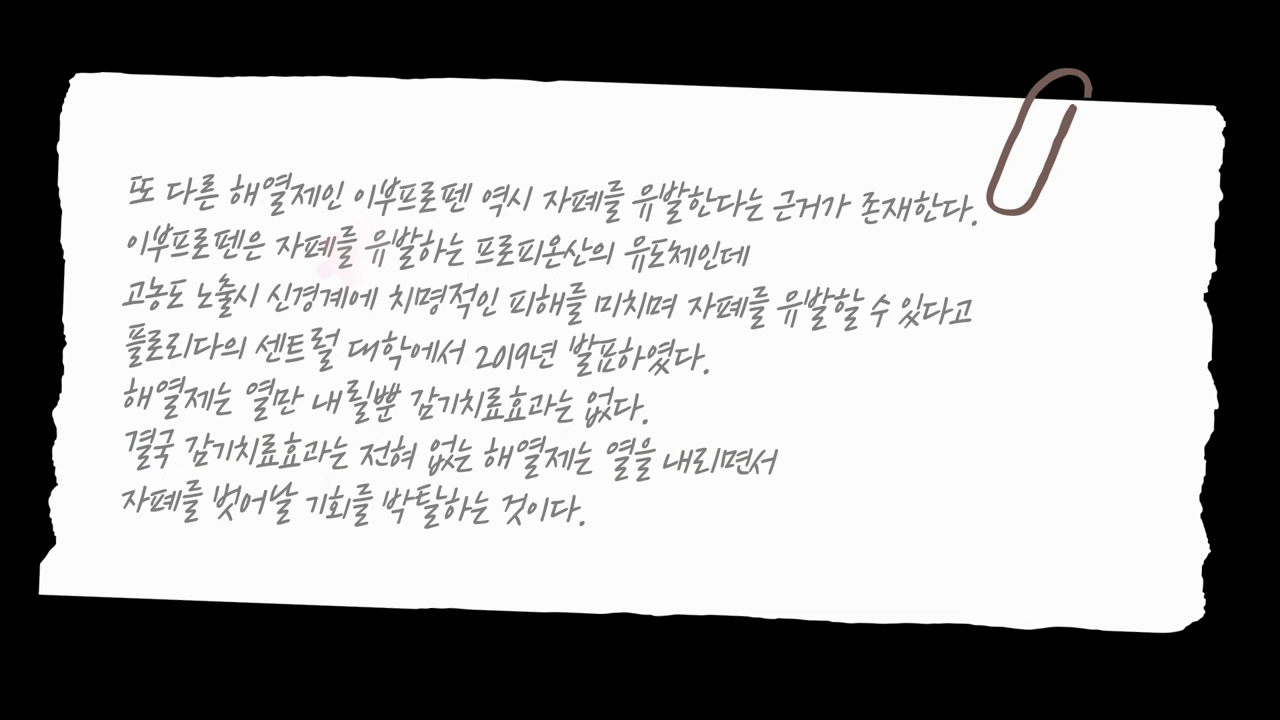 또 다른 해열제인 이부프로펜 역시 자폐를 유발한다는 근거가 존재한다.
이부프로펜은 자폐를 유발하는 프로피온산의 유도체인데
고농도 노출시 신경계에 치명적인 피해를 미치며 자폐를 유발할 수 있다고
플로리다의 센트럴 대학에서 2019년 발표하였다.
해열제는 열만 내릴뿐 감기치료효과는 없다.
결국 감기치료효과는 전혀 없는 해열제는 열을 내리면서
자폐를 벗어날 기회를 박탈하는 것이다.